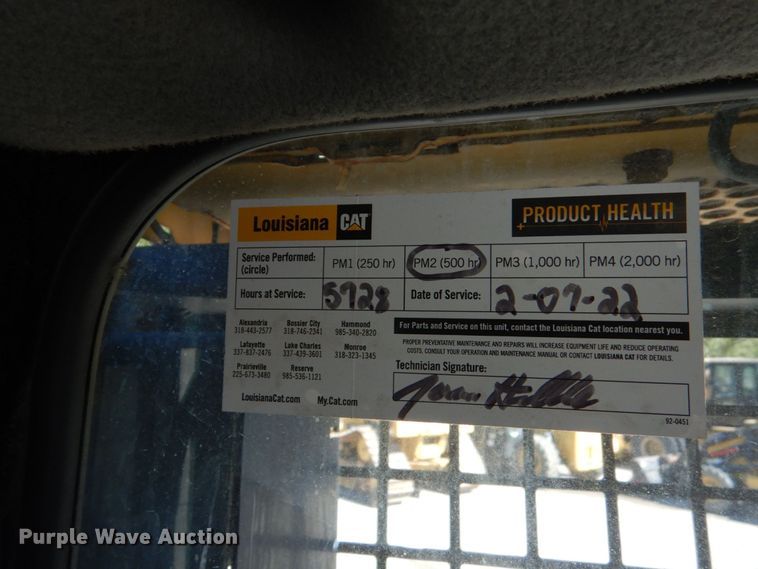 Louisiana CAT
PRODUCT HEALTH
Service Performed: (circle) PM1 (250 hr) PM2 (500 hr) PM3 (1,000 hr) PM4 (2,000 hr)
Hours at Service: 5728 Date of Service: 2-07-22
Alexandria Bossier City Hammond
318-443-2577 318-746-2341 985-340-2820
Lafayette Lake Charles Monroe
337-837-2476 337-439-3601 318-323-1345
Prairieville Reserve
225-673-3480 985-536-1121
LouisianaCat.com My.Cat.com
For Parts and Service on this unit, contact the Louisiana Cat location nearest you.
PROPER PREVENTATIVE MAINTENANCE AND REPAIRS WILL INCREASE EQUIPMENT LIFE AND REDUCE OPERATING
COSTS. CONSULT YOUR OPERATION AND MAINTENANCE MANUAL OR CONTACT LOUISIANA CAT FOR DETAILS.
Technician Signature:
92-0451
Purple Wave Auction